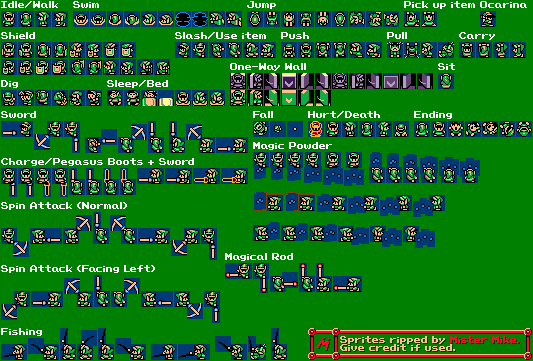 Idle/Walk Swim Jump Pick up item Ocarina
Shield Slash/Use item Push Pull Carry
One-Way Wall Sit
Dig Sleep/Bed
Sword Fall Hurt/Death Ending
Magic Powder
Charge/Pegasus Boots + Sword
Spin Attack (Normal)
Magical Rod
Spin Attack (Facing Left)
Fishing
Sprites ripped by Mister Mike.
Give credit if used.